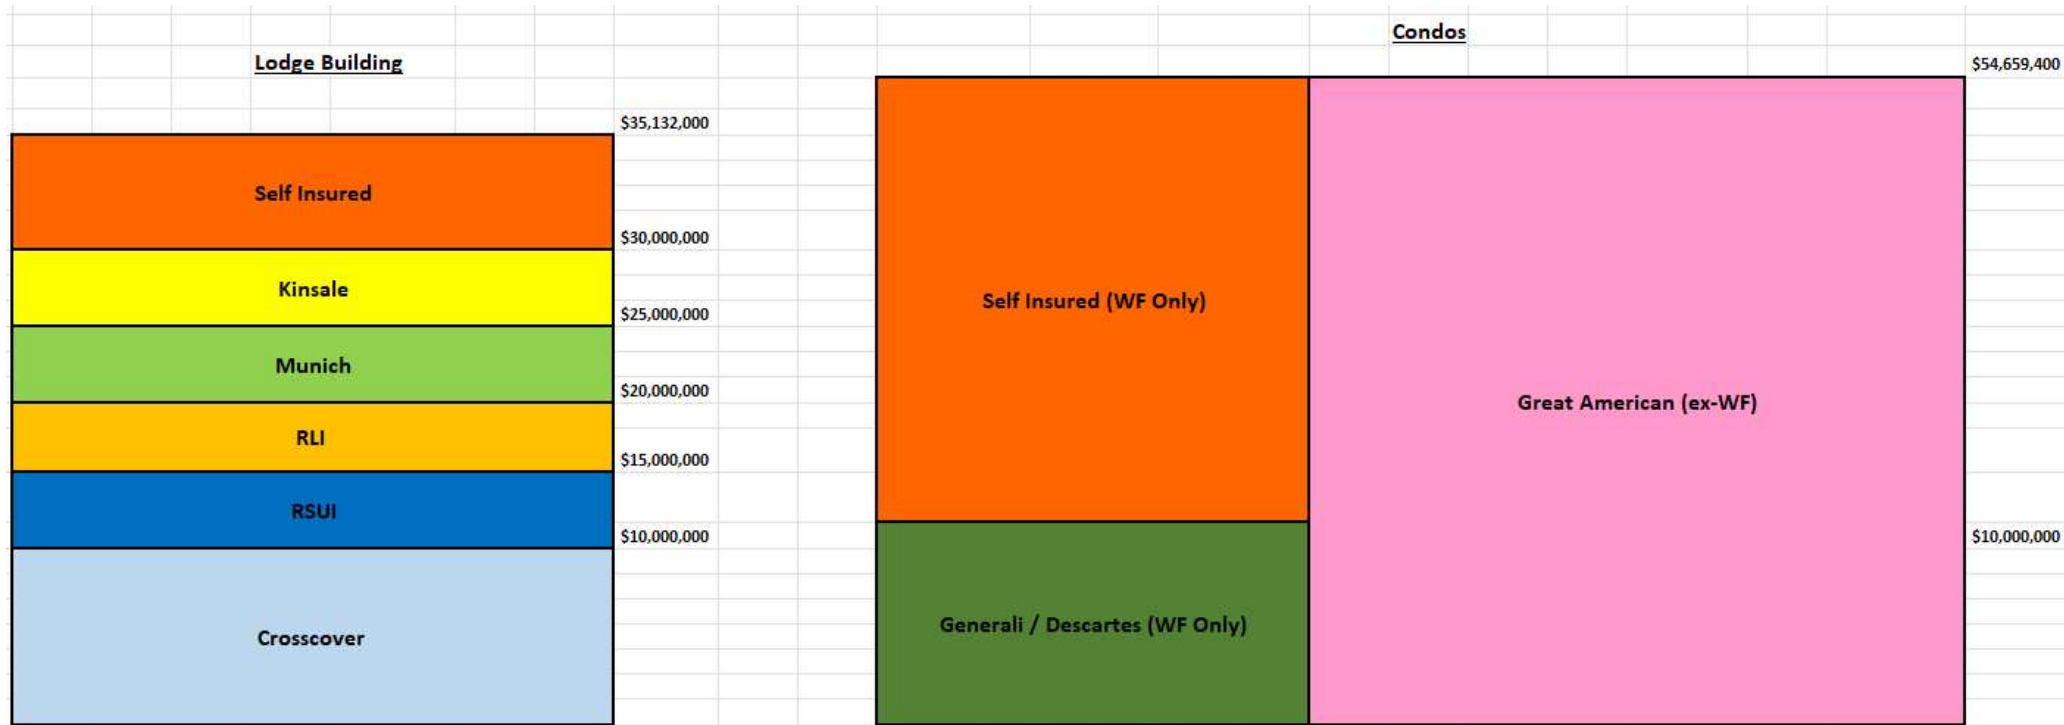 Lodge Building
$35,132,000
Self Insured
$30,000,000
Kinsale
$25,000,000
Munich
$20,000,000
RLI
$15,000,000
RSUI
$10,000,000
Crosscover
Condos
$54,659,400
Self Insured (WF Only)
Great American (ex-WF)
$10,000,000
Generali / Descartes (WF Only)